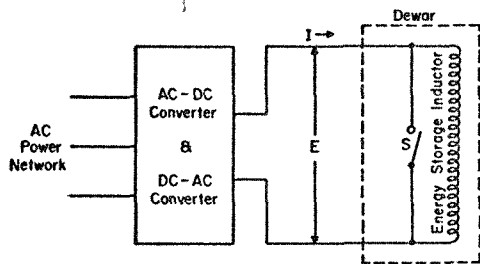 Dewar
I →
AC - DC
Converter
&
DC - AC
Converter
AC
Power
Network
E
S
Energy Storage Inductor